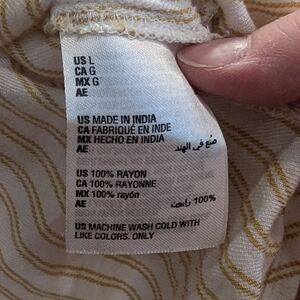 US L
CA G
MX G
AE
US MADE IN INDIA
CA FABRIQUÉ EN INDE
MX HECHO EN INDIA
AE صُنع في الهند
US 100% RAYON
CA 100% RAYONNE
MX 100% rayón
AE 100% رايون
US MACHINE WASH COLD WITH
LIKE COLORS. ONLY